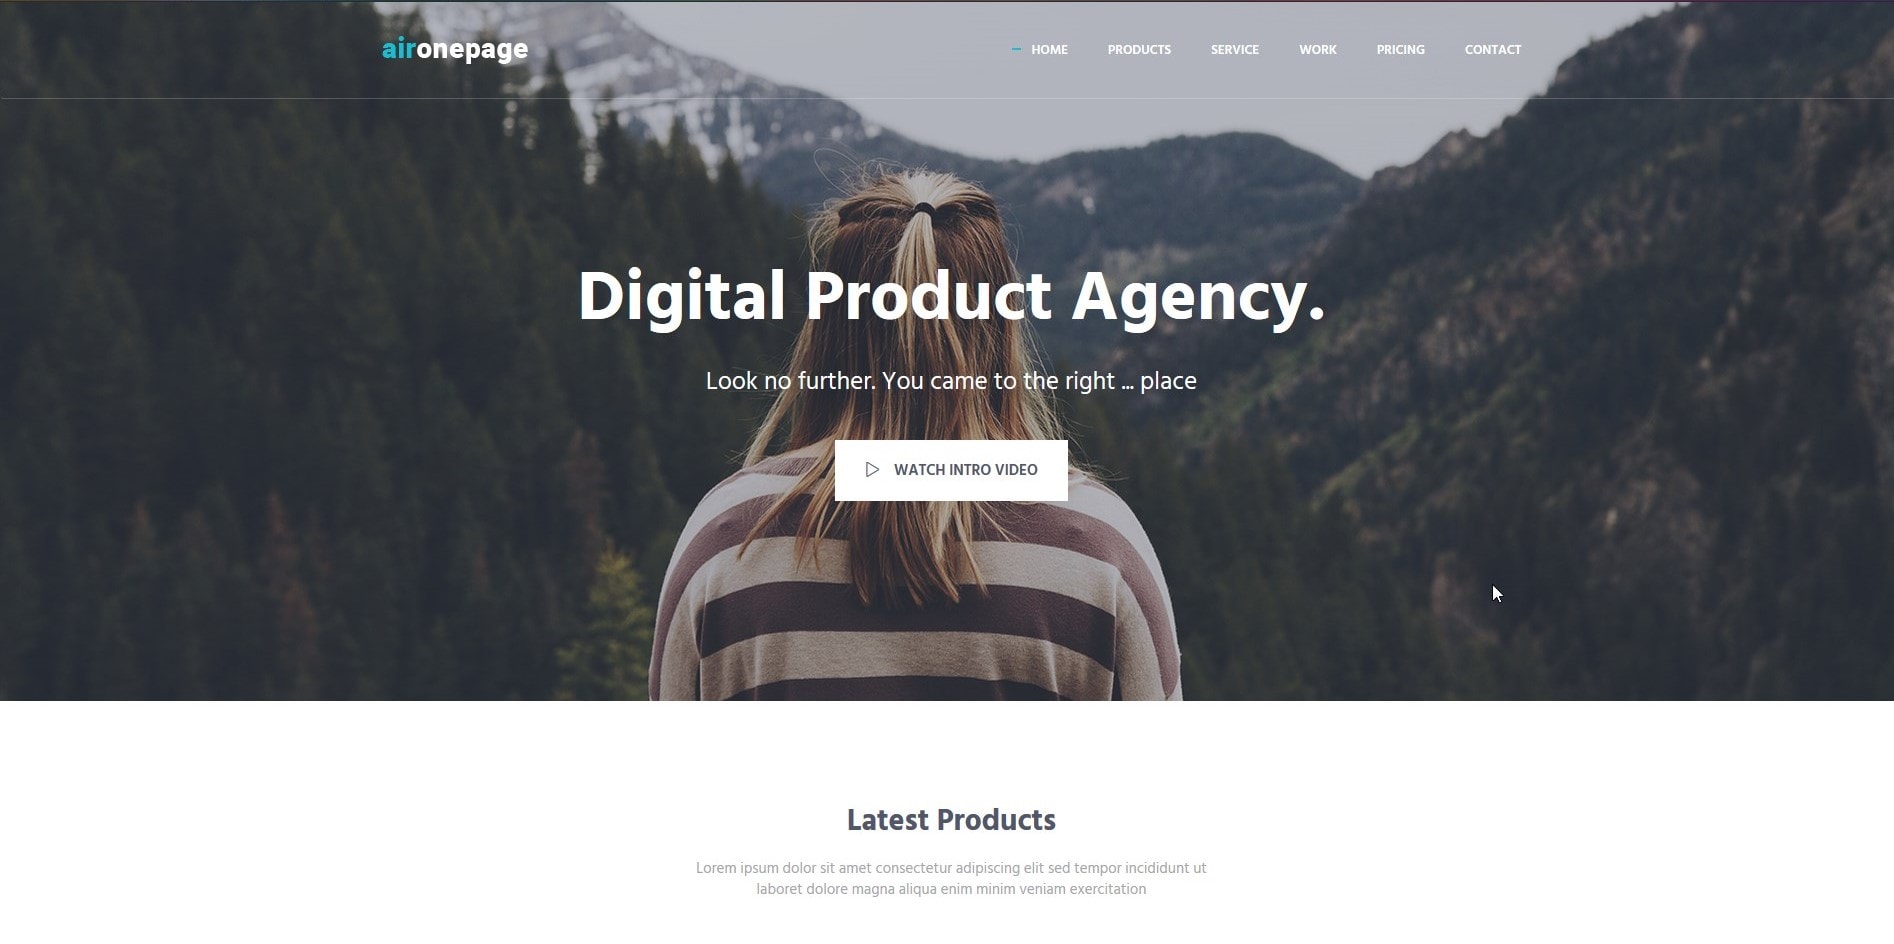 aironepage
HOME PRODUCTS SERVICE WORK PRICING CONTACT
Digital Product Agency.
Look no further. You came to the right ... place
WATCH INTRO VIDEO
Latest Products
Lorem ipsum dolor sit amet consectetur adipiscing elit sed tempor incididunt ut
laboret dolore magna aliqua enim minim veniam exercitation